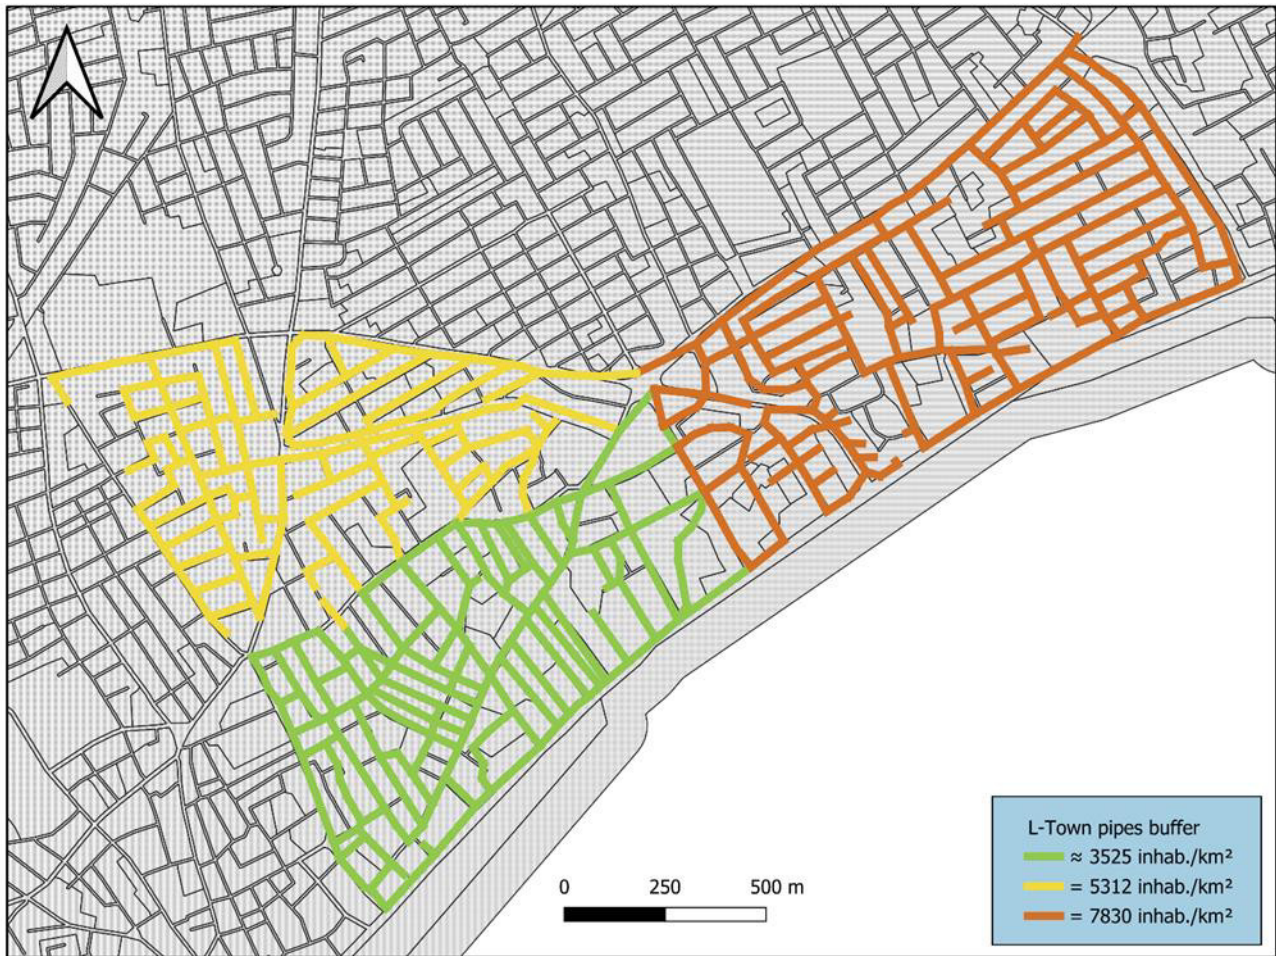 L-Town pipes buffer
≈ 3525 inhab./km²
= 5312 inhab./km²
= 7830 inhab./km²
0 250 500 m